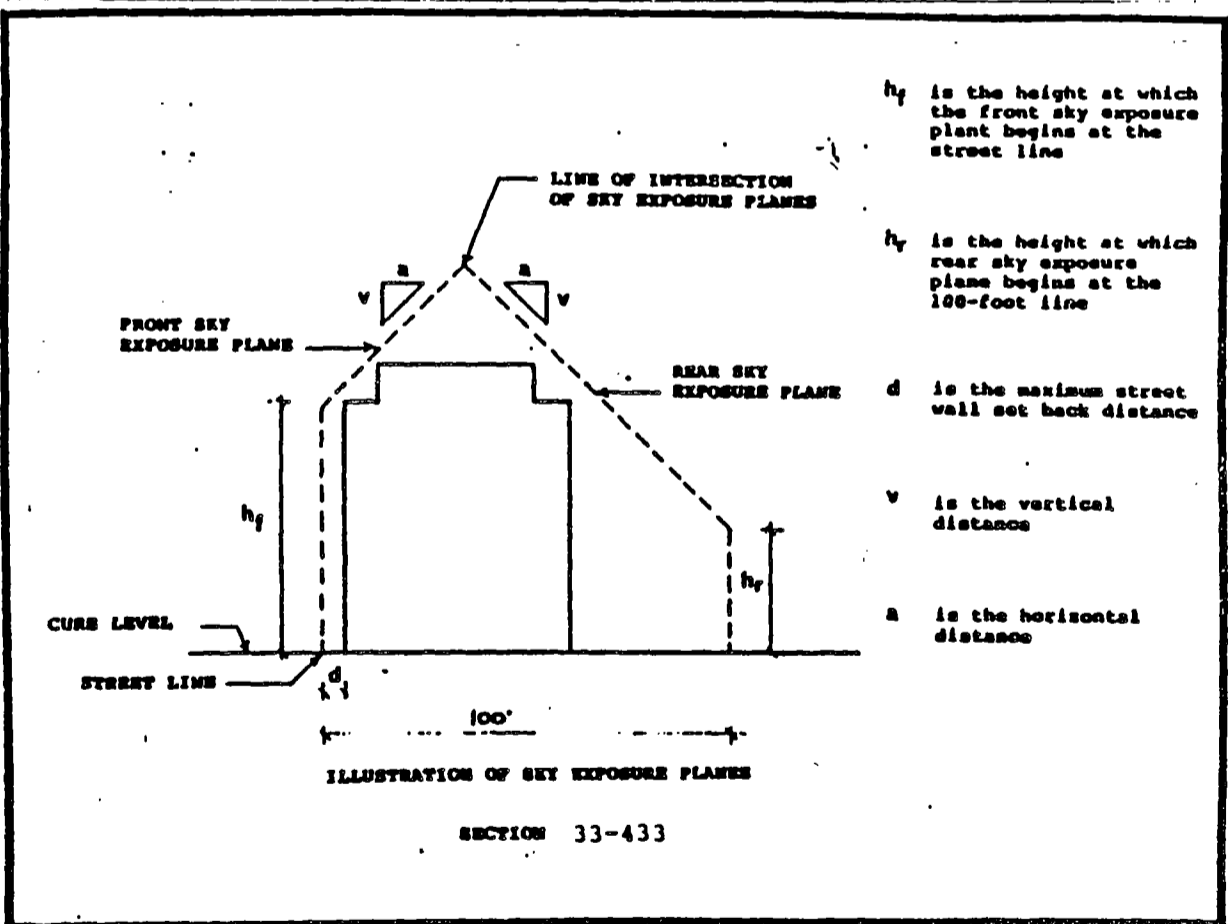 hf is the height at which
the front sky exposure
plant begins at the
street line
LINE OF INTERSECTION
OF SKY EXPOSURE PLANES
hr is the height at which
rear sky exposure
plane begins at the
100-foot line
a
a
v
v
FRONT SKY
EXPOSURE PLANE
REAR SKY
EXPOSURE PLANE
d is the maximum street
wall set back distance
hf
v is the vertical
distance
hr
CURB LEVEL
a is the horizontal
distance
STREET LINE
d
100'
ILLUSTRATION OF SKY EXPOSURE PLANES
SECTION 33-433